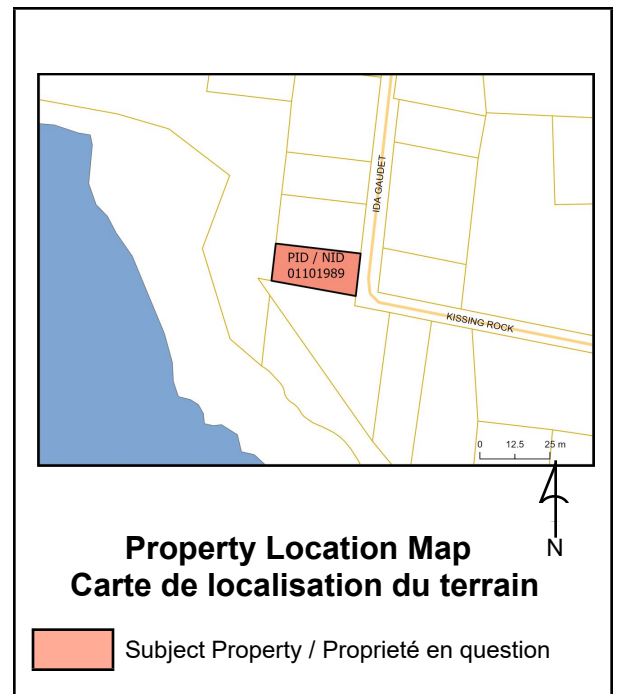 IDA GAUDET
PID / NID
01101989
KISSING ROCK
0 12.5 25 m
N
Property Location Map
Carte de localisation du terrain
Subject Property / Proprieté en question